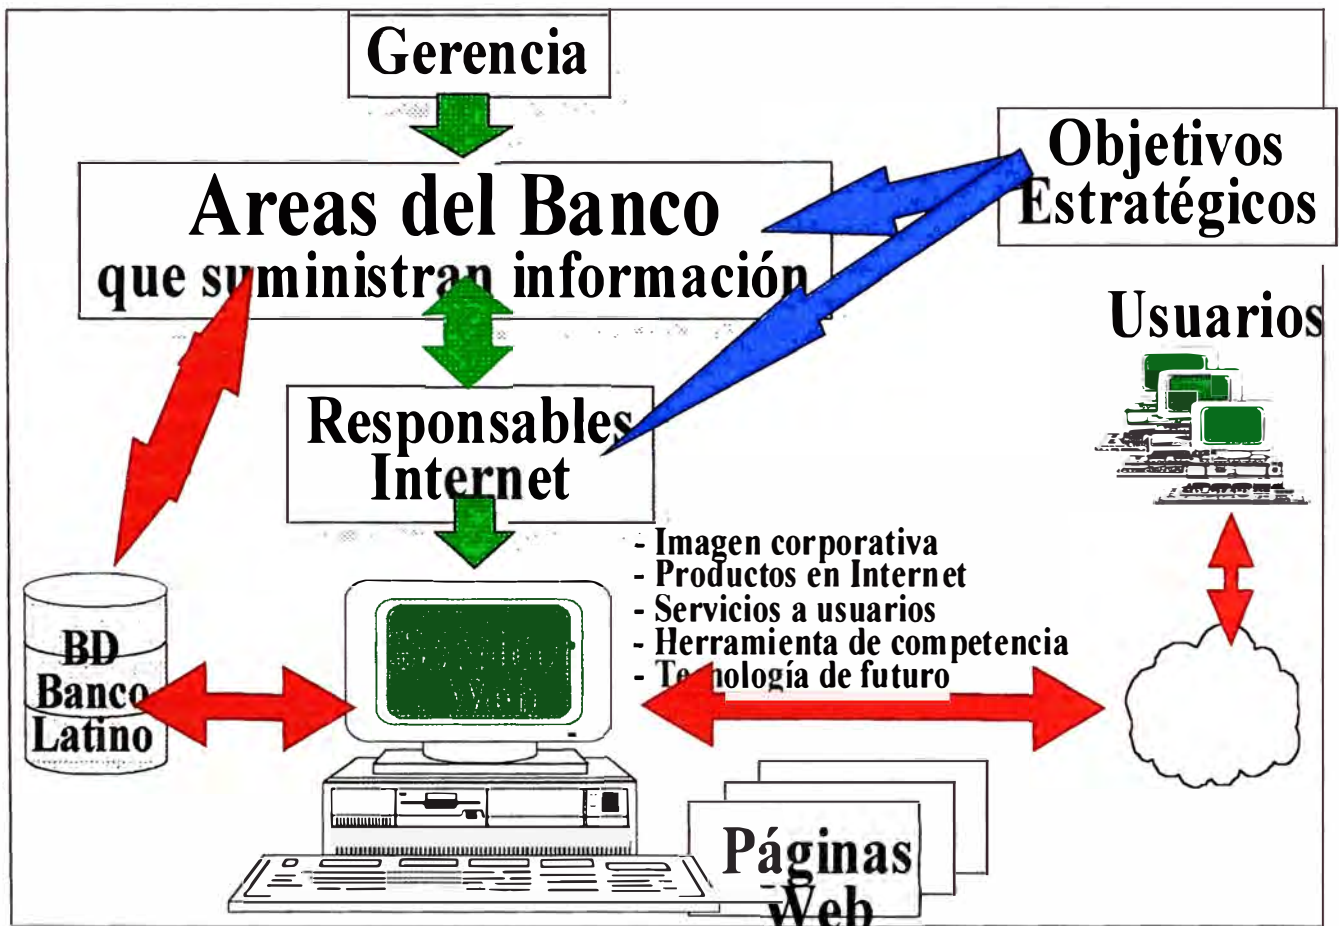 Gerencia
Areas del Banco
que suministran información
Objetivos
Estratégicos
Usuarios
Responsables
Internet
- Imagen corporativa
- Productos en Internet
- Servicios a usuarios
- Herramienta de competencia
- Tecnología de futuro
BD
Banco
Latino
Web
Páginas
Web